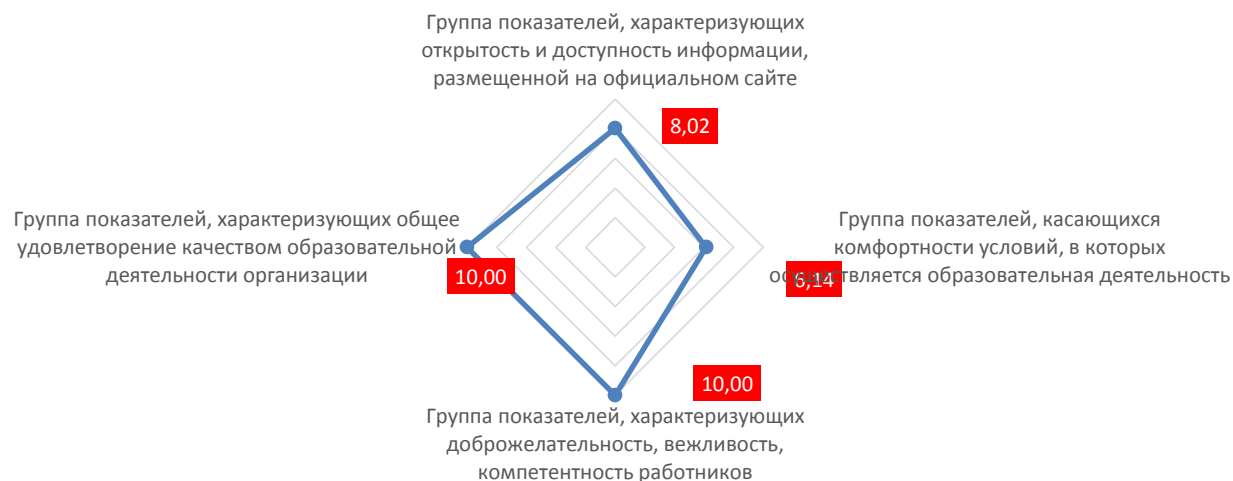 Группа показателей, характеризующих
открытость и доступность информации,
размещенной на официальном сайте
8,02
Группа показателей, характеризующих общее
удовлетворение качеством образовательной
деятельности организации
10,00
Группа показателей, касающихся
комфортности условий, в которых
осуществляется образовательная деятельность
6,14
10,00
Группа показателей, характеризующих
доброжелательность, вежливость,
компетентность работников